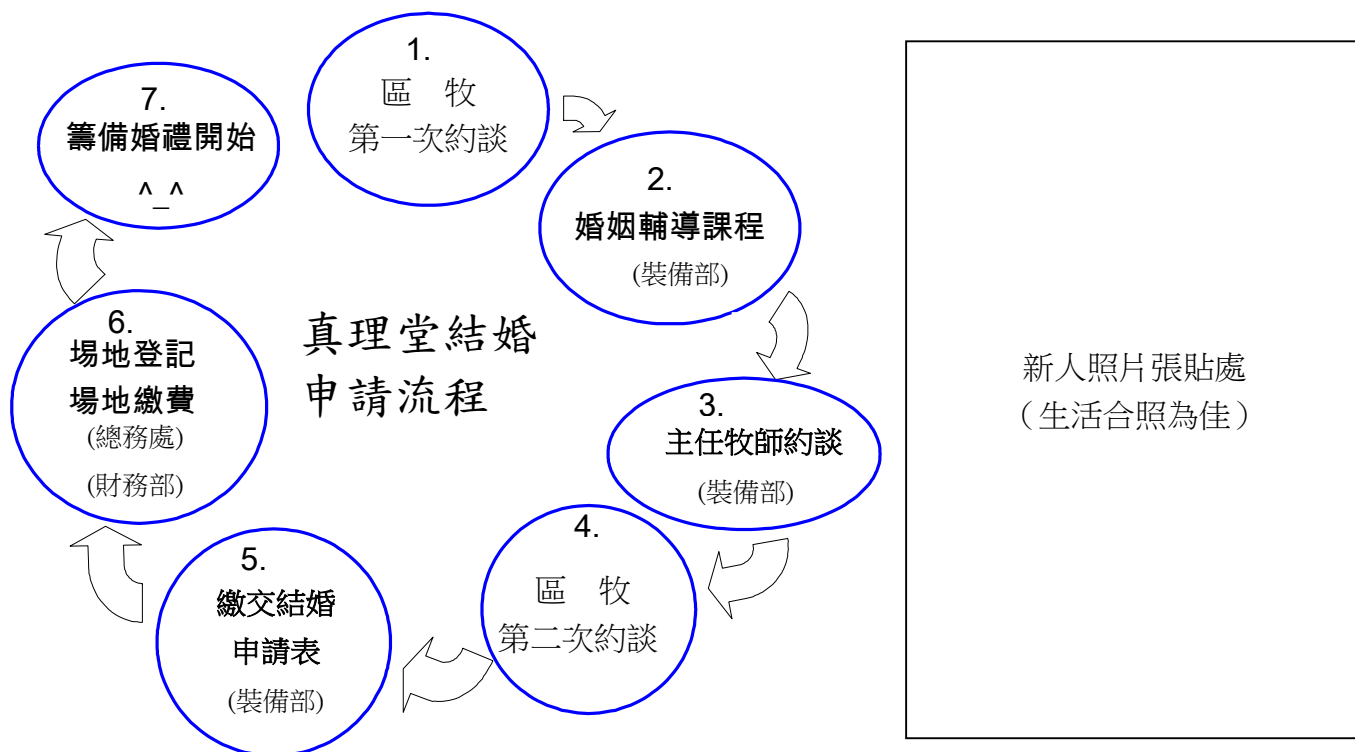 1.
區 牧
第一次約談
2.
婚姻輔導課程
(裝備部)
3.
主任牧師約談
(裝備部)
4.
區 牧
第二次約談
5.
繳交結婚
申請表
(裝備部)
6.
場地登記
場地繳費
(總務處)
(財務部)
7.
籌備婚禮開始
^_^
真理堂結婚
申請流程
新人照片張貼處
（生活合照為佳）